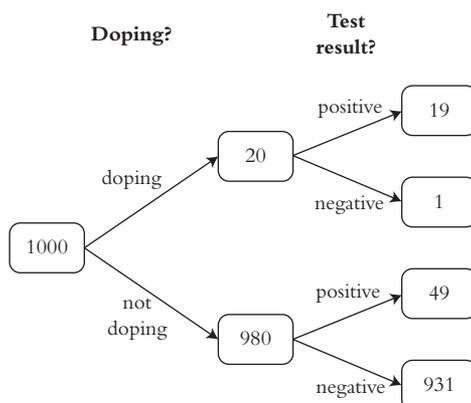 Doping?
Test
result?
positive
19
doping
20
negative
1
1000
not
doping
positive
49
980
negative
931